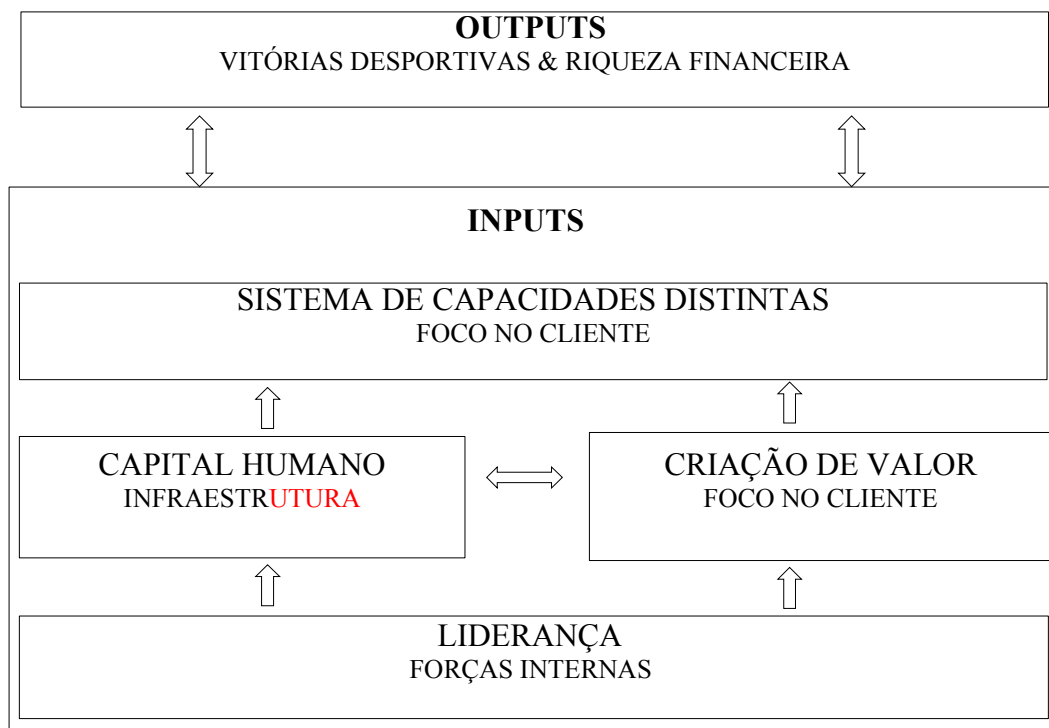 OUTPUTS
VITÓRIAS DESPORTIVAS & RIQUEZA FINANCEIRA
INPUTS
SISTEMA DE CAPACIDADES DISTINTAS
FOCO NO CLIENTE
CAPITAL HUMANO
INFRAESTRUTURA
CRIAÇÃO DE VALOR
FOCO NO CLIENTE
LIDERANÇA
FORÇAS INTERNAS